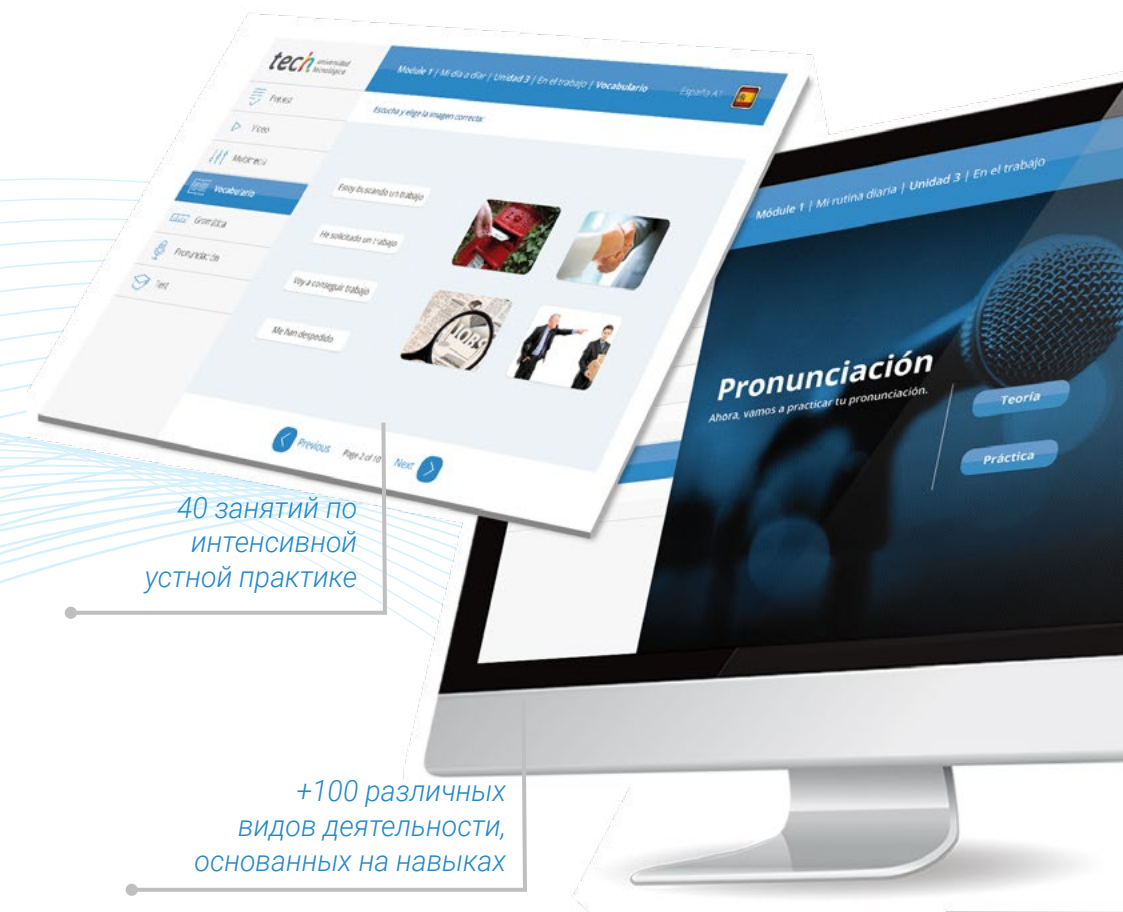 tech universidad
tecnológica
Module 1 | Mi día a díar | Unidad 3 | En el trabajo | Vocabulario
España A1
Escucha y elige la imagen correcta:
Pretest
Vídeo
Multimedia
Vocabulario
Gramática
Pronunciación
Test
Estoy buscando un trabajo
He solicitado un trabajo
Voy a conseguir trabajo
Me han despedido
JOBS
Previous
Page 2 of 10
Next
Módule 1 | Mi rutina diaria | Unidad 3 | En el trabajo
Pronunciación
Ahora, vamos a practicar tu pronunciación.
Teoría
Práctica
40 занятий по
интенсивной
устной практике
+100 различных
видов деятельности,
основанных на навыках